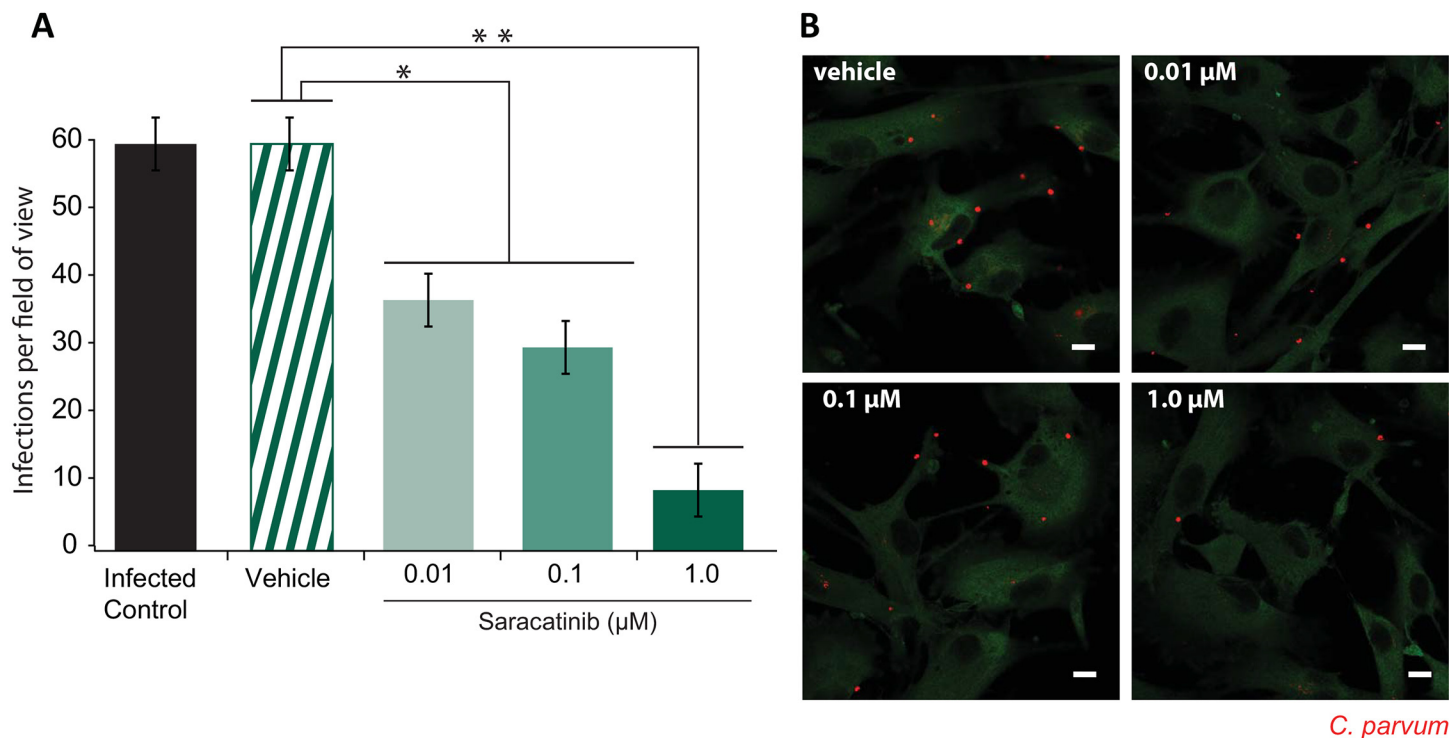 A
* *
*
60
50
40
30
20
10
0
Infections per field of view
Infected
Control
Vehicle
0.01
0.1
1.0
Saracatinib (µM)
B
vehicle
0.01 µM
0.1 µM
1.0 µM
C. parvum